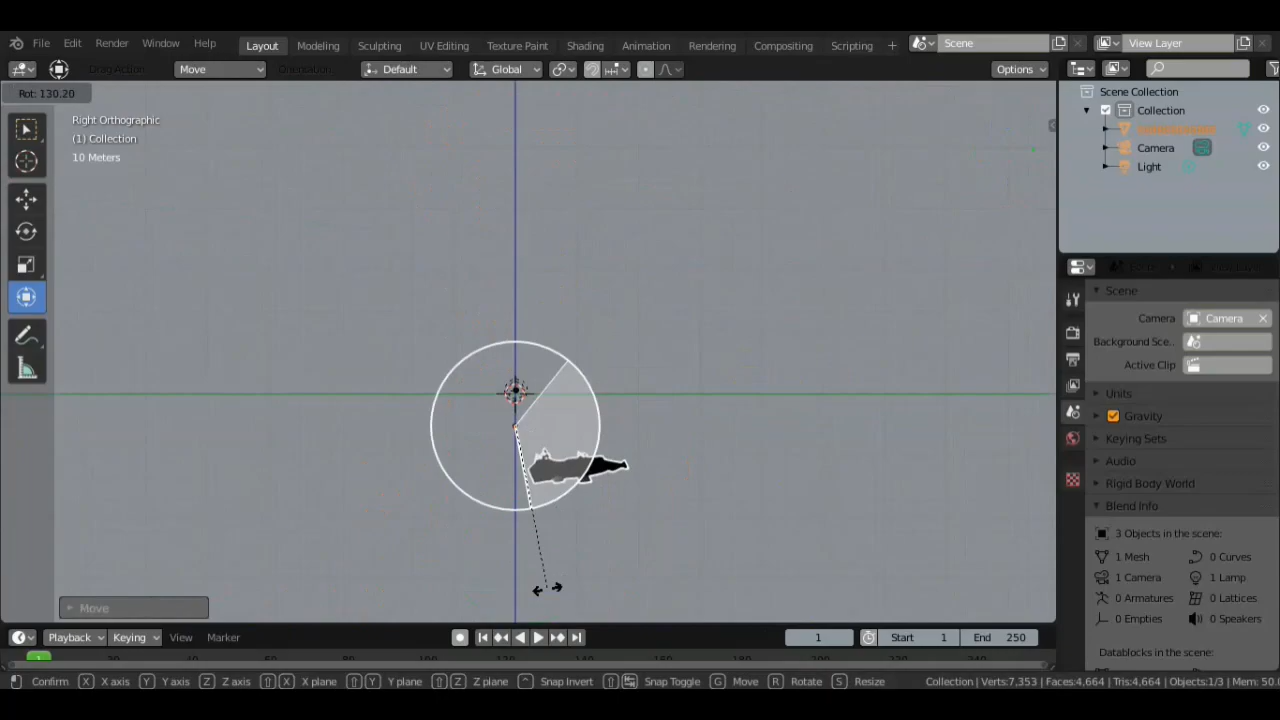 File Edit Render Window Help
Layout Modeling Sculpting UV Editing Texture Paint Shading Animation Rendering Compositing Scripting +
Scene
View Layer
Drag Action Move Orientation Default Global
Options
Rot: 130.20
Right Orthographic
(1) Collection
10 Meters
Scene Collection
Collection
Camera
Light
Scene
Camera Camera
Background Sce..
Active Clip
Units
Gravity
Keying Sets
Audio
Rigid Body World
Blend Info
3 Objects in the scene:
1 Mesh 0 Curves
1 Camera 1 Lamp
0 Armatures 0 Lattices
0 Empties 0 Speakers
Datablocks in the scene:
Move
Playback Keying View Marker
1 Start 1 End 250
1
Confirm X X axis Y Y axis Z Z axis X X plane Y Y plane Z Z plane Snap Invert Snap Toggle G Move R Rotate S Resize
Collection | Verts:7,353 | Faces:4,664 | Tris:4,664 | Objects:1/3 | Mem: 50.